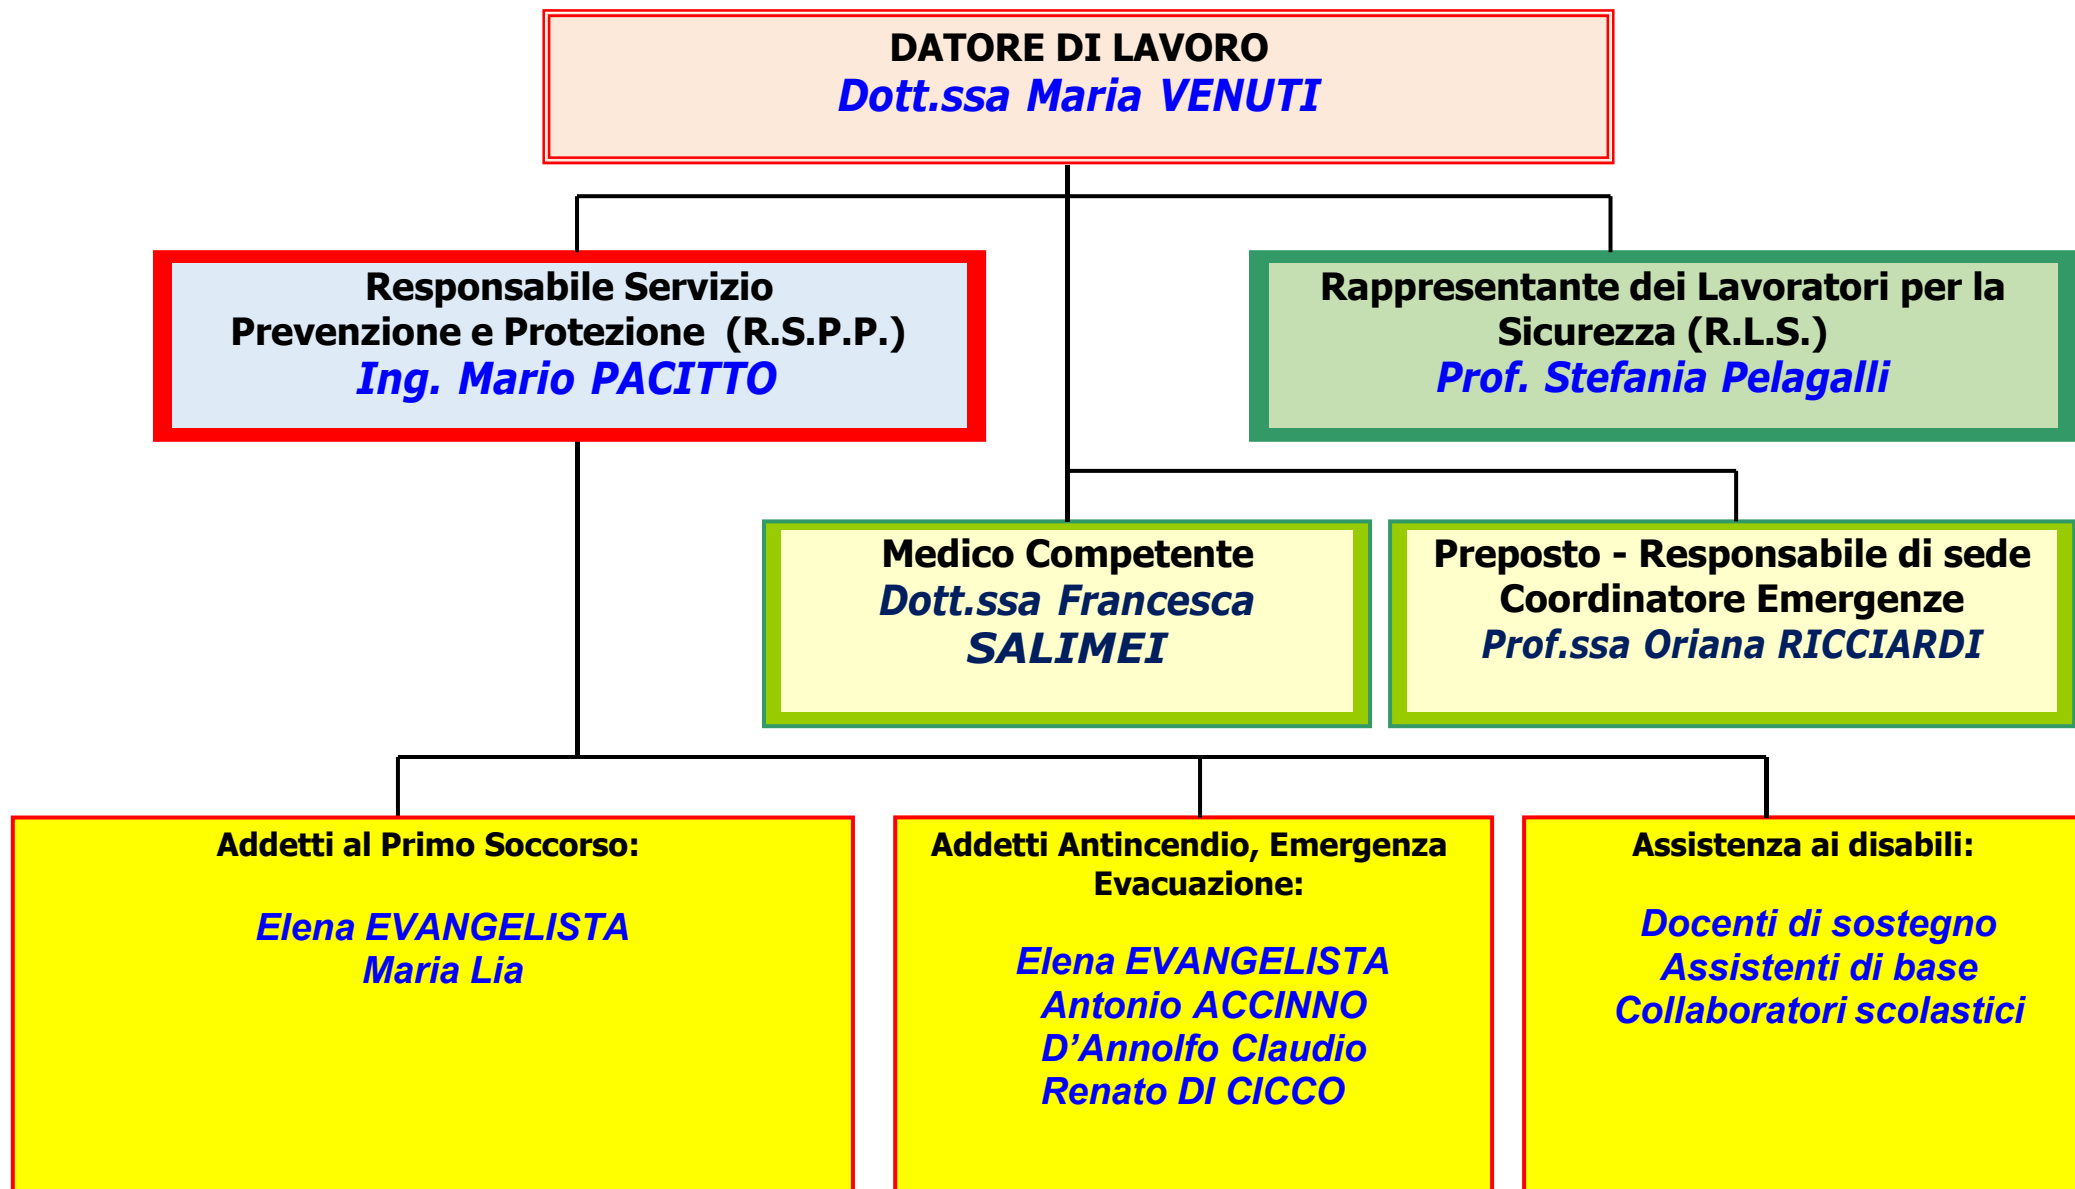 DATORE DI LAVORO
Dott.ssa Maria VENUTI
Responsabile Servizio
Prevenzione e Protezione (R.S.P.P.)
Ing. Mario PACITTO
Rappresentante dei Lavoratori per la
Sicurezza (R.L.S.)
Prof. Stefania Pelagalli
Medico Competente
Dott.ssa Francesca
SALIMEI
Preposto - Responsabile di sede
Coordinatore Emergenze
Prof.ssa Oriana RICCIARDI
Addetti al Primo Soccorso:
Elena EVANGELISTA
Maria Lia
Addetti Antincendio, Emergenza
Evacuazione:
Elena EVANGELISTA
Antonio ACCINNO
D’Annolfo Claudio
Renato DI CICCO
Assistenza ai disabili:
Docenti di sostegno
Assistenti di base
Collaboratori scolastici